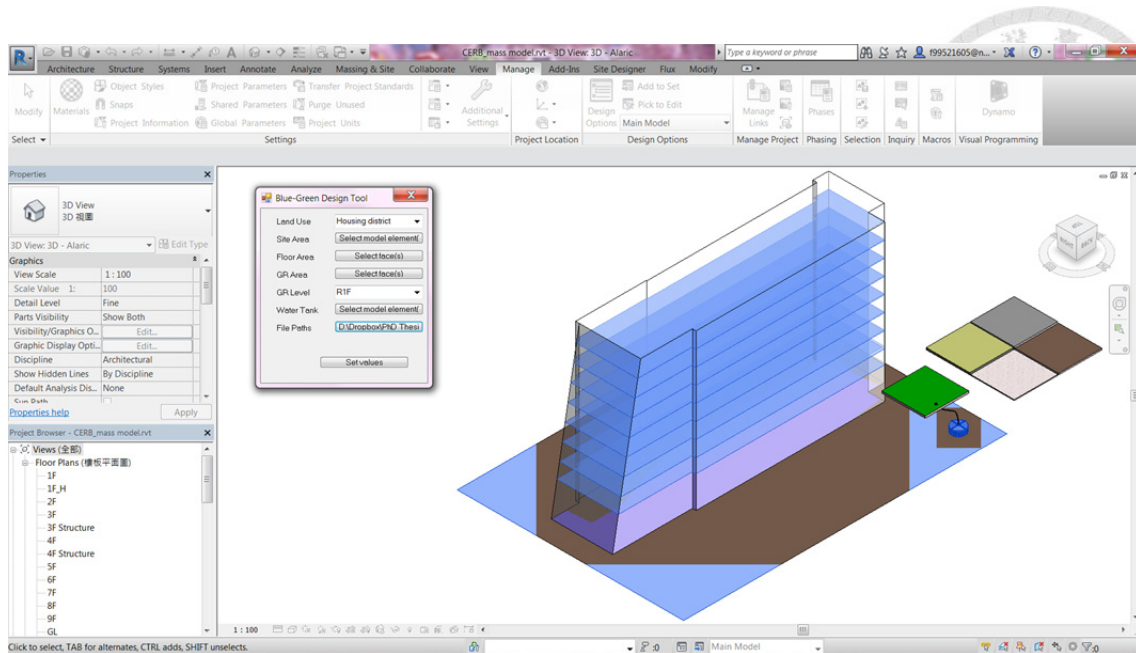 CERB_mass model.rvt - 3D View: 3D - Alaric
Type a keyword or phrase
f99521605@n...
Architecture Structure Systems Insert Annotate Analyze Massing & Site Collaborate View Manage Add-Ins Site Designer Flux Modify
Modify
Materials
Object Styles
Snaps
Project Information
Project Parameters
Shared Parameters
Global Parameters
Transfer Project Standards
Purge Unused
Project Units
Additional
Settings
Design
Options
Add to Set
Pick to Edit
Main Model
Manage
Links
Phases
Dynamo
Select
Settings
Project Location
Design Options
Manage Project
Phasing
Selection
Inquiry
Macros
Visual Programming
Properties
3D View
3D 視圖
3D View: 3D - Alaric
Edit Type
Graphics
View Scale 1 : 100
Scale Value 1: 100
Detail Level Fine
Parts Visibility Show Both
Visibility/Graphics O... Edit...
Graphic Display Opti... Edit...
Discipline Architectural
Show Hidden Lines By Discipline
Default Analysis Dis... None
Sun Path
Properties help
Apply
Project Browser - CERB_mass model.rvt
Views (全部)
Floor Plans (樓板平面圖)
1F
1F_H
2F
3F
3F Structure
4F
4F Structure
5F
6F
7F
8F
9F
GL
Blue-Green Design Tool
Land Use Housing district
Site Area Select model element(
Floor Area Select face(s)
GR Area Select face(s)
GR Level R1F
Water Tank Select model element(
File Paths D:\Dropbox\PhD Thesi
Set values
RIGHT
BACK
1 : 100
Click to select, TAB for alternates, CTRL adds, SHIFT unselects.
:0
Main Model
:0